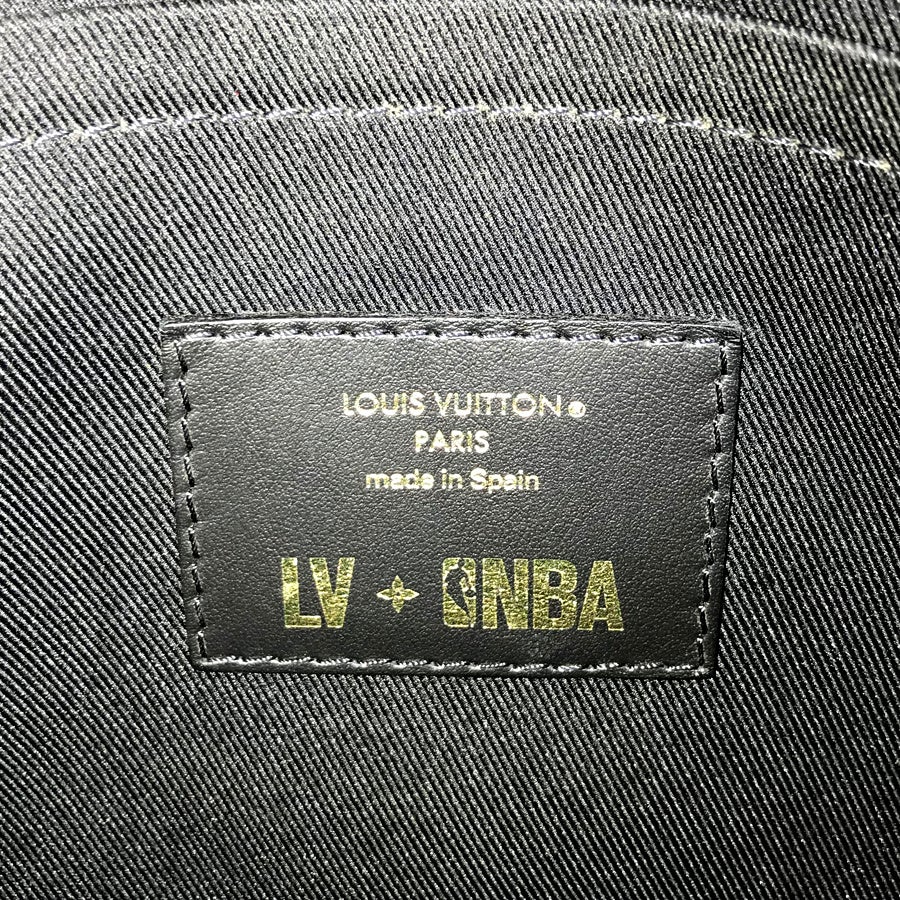 LOUIS VUITTON®
PARIS
made in Spain
LV + NBA